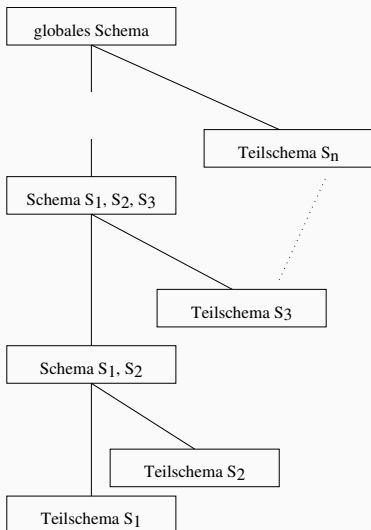 globales Schema
Teilschema Sn
Schema S1, S2, S3
Teilschema S3
Schema S1, S2
Teilschema S2
Teilschema S1